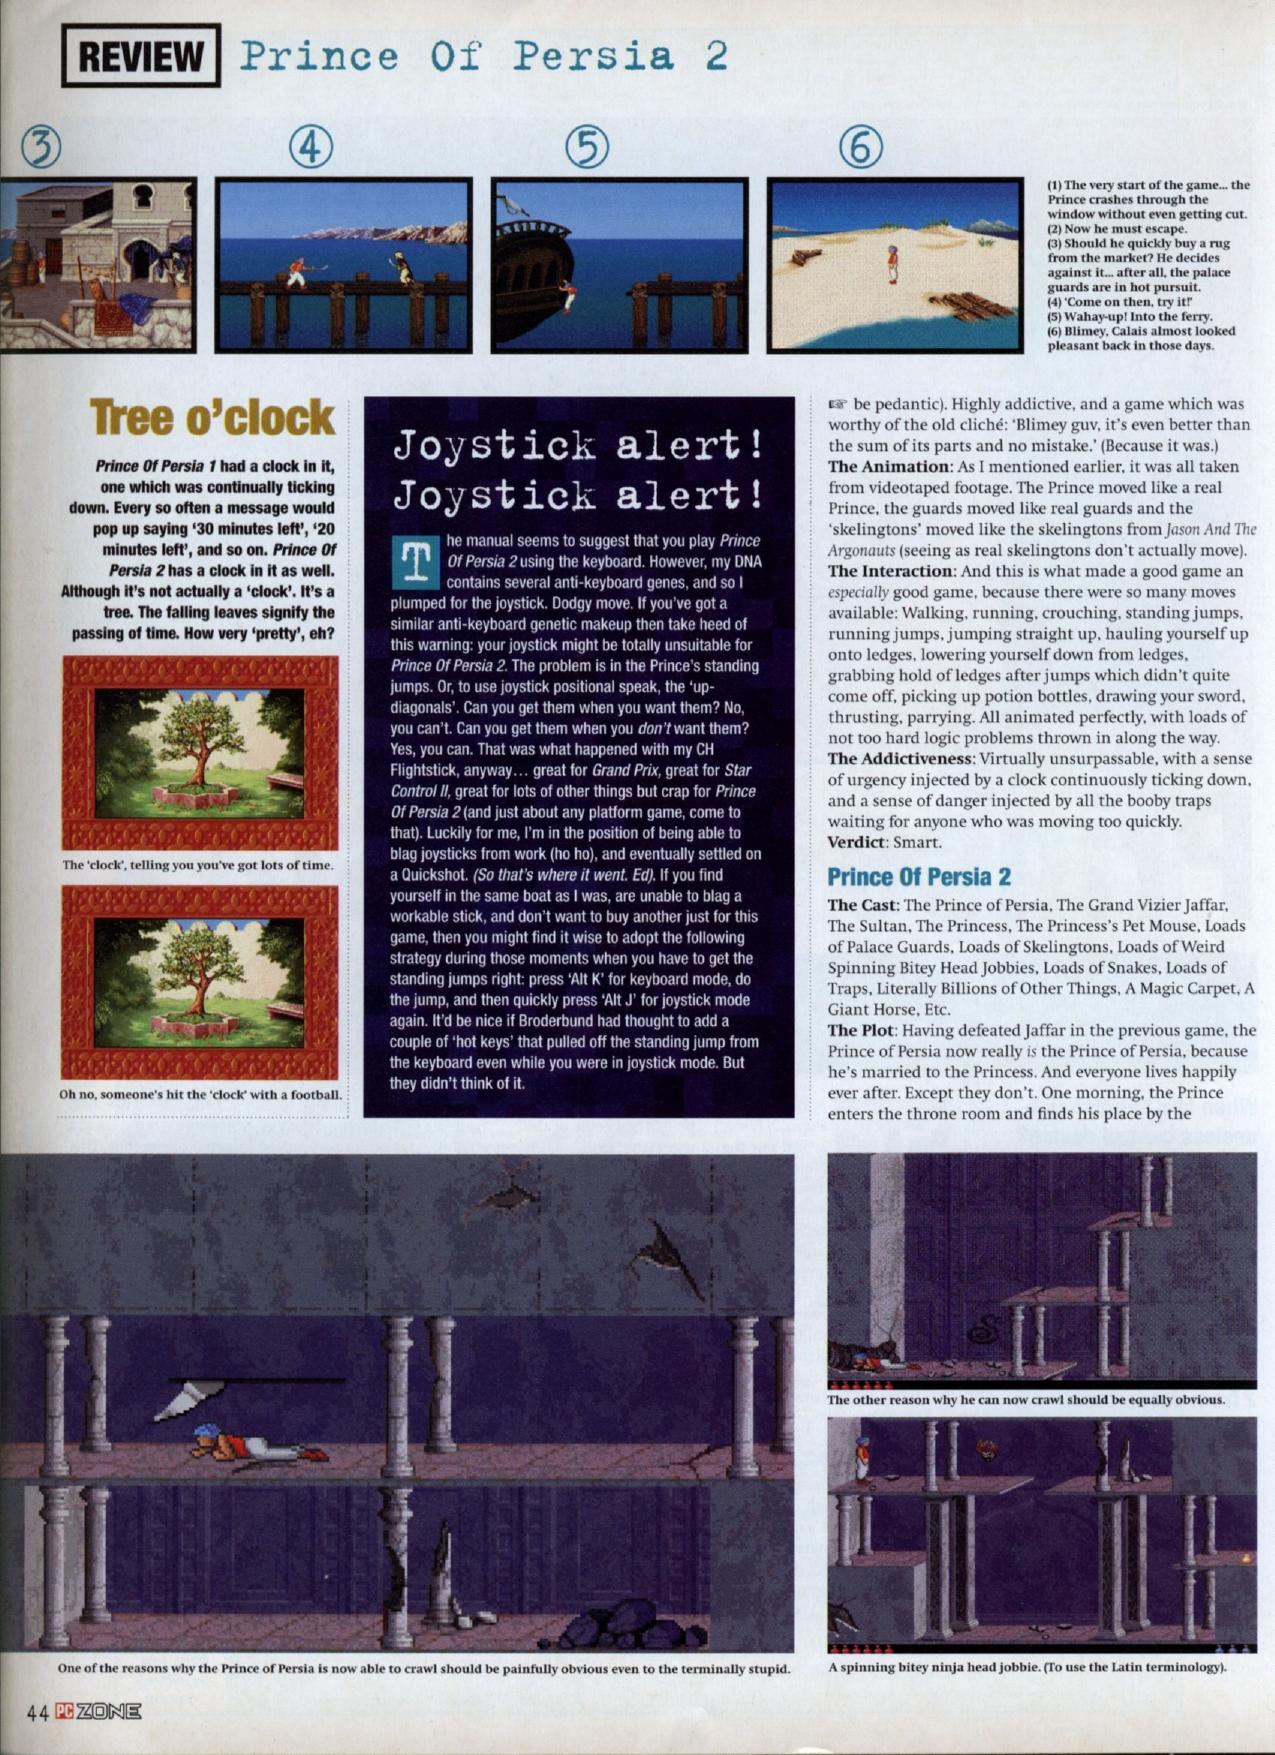 REVIEW Prince Of Persia 2
3 4 5 6
(1) The very start of the game... the
Prince crashes through the
window without even getting cut.
(2) Now he must escape.
(3) Should he quickly buy a rug
from the market? He decides
against it... after all, the palace
guards are in hot pursuit.
(4) 'Come on then, try it!'
(5) Wahay-up! Into the ferry.
(6) Blimey, Calais almost looked
pleasant back in those days.
Tree o'clock
Prince Of Persia 1 had a clock in it,
one which was continually ticking
down. Every so often a message would
pop up saying '30 minutes left', '20
minutes left', and so on. Prince Of
Persia 2 has a clock in it as well.
Although it's not actually a 'clock'. It's a
tree. The falling leaves signify the
passing of time. How very 'pretty', eh?
The 'clock', telling you you've got lots of time.
Oh no, someone's hit the 'clock' with a football.
Joystick alert!
Joystick alert!
The manual seems to suggest that you play Prince
Of Persia 2 using the keyboard. However, my DNA
contains several anti-keyboard genes, and so I
plumped for the joystick. Dodgy move. If you've got a
similar anti-keyboard genetic makeup then take heed of
this warning: your joystick might be totally unsuitable for
Prince Of Persia 2. The problem is in the Prince's standing
jumps. Or, to use joystick positional speak, the 'up-
diagonals'. Can you get them when you want them? No,
you can't. Can you get them when you don't want them?
Yes, you can. That was what happened with my CH
Flightstick, anyway... great for Grand Prix, great for Star
Control II, great for lots of other things but crap for Prince
Of Persia 2 (and just about any platform game, come to
that). Luckily for me, I'm in the position of being able to
blag joysticks from work (ho ho), and eventually settled on
a Quickshot. (So that's where it went. Ed). If you find
yourself in the same boat as I was, are unable to blag a
workable stick, and don't want to buy another just for this
game, then you might find it wise to adopt the following
strategy during those moments when you have to get the
standing jumps right: press 'Alt K' for keyboard mode, do
the jump, and then quickly press 'Alt J' for joystick mode
again. It'd be nice if Broderbund had thought to add a
couple of 'hot keys' that pulled off the standing jump from
the keyboard even while you were in joystick mode. But
they didn't think of it.
☞ be pedantic). Highly addictive, and a game which was
worthy of the old cliché: 'Blimey guv, it's even better than
the sum of its parts and no mistake.' (Because it was.)
The Animation: As I mentioned earlier, it was all taken
from videotaped footage. The Prince moved like a real
Prince, the guards moved like real guards and the
'skelingtons' moved like the skelingtons from Jason And The
Argonauts (seeing as real skelingtons don't actually move).
The Interaction: And this is what made a good game an
especially good game, because there were so many moves
available: Walking, running, crouching, standing jumps,
running jumps, jumping straight up, hauling yourself up
onto ledges, lowering yourself down from ledges,
grabbing hold of ledges after jumps which didn't quite
come off, picking up potion bottles, drawing your sword,
thrusting, parrying. All animated perfectly, with loads of
not too hard logic problems thrown in along the way.
The Addictiveness: Virtually unsurpassable, with a sense
of urgency injected by a clock continuously ticking down,
and a sense of danger injected by all the booby traps
waiting for anyone who was moving too quickly.
Verdict: Smart.
Prince Of Persia 2
The Cast: The Prince of Persia, The Grand Vizier Jaffar,
The Sultan, The Princess, The Princess's Pet Mouse, Loads
of Palace Guards, Loads of Skelingtons, Loads of Weird
Spinning Bitey Head Jobbies, Loads of Snakes, Loads of
Traps, Literally Billions of Other Things, A Magic Carpet, A
Giant Horse, Etc.
The Plot: Having defeated Jaffar in the previous game, the
Prince of Persia now really is the Prince of Persia, because
he's married to the Princess. And everyone lives happily
ever after. Except they don't. One morning, the Prince
enters the throne room and finds his place by the
The other reason why he can now crawl should be equally obvious.
One of the reasons why the Prince of Persia is now able to crawl should be painfully obvious even to the terminally stupid.
A spinning bitey ninja head jobbie. (To use the Latin terminology).
44 PC ZONE